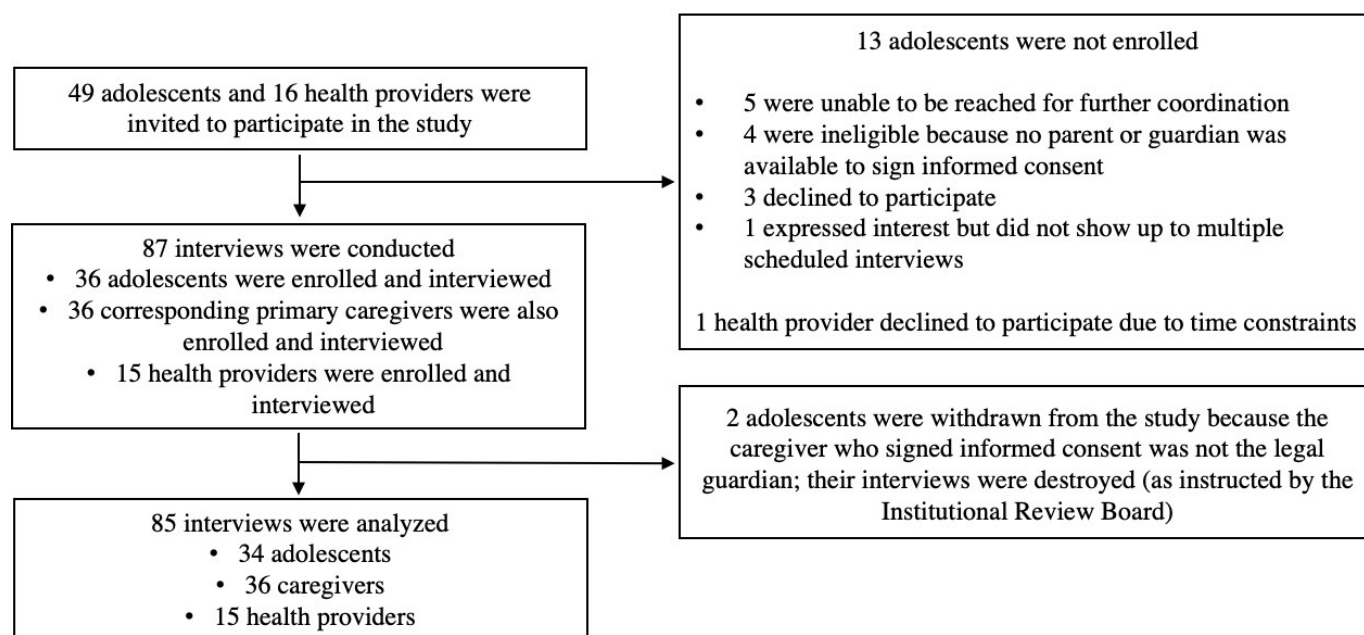 49 adolescents and 16 health providers were
invited to participate in the study
13 adolescents were not enrolled
• 5 were unable to be reached for further coordination
• 4 were ineligible because no parent or guardian was
available to sign informed consent
• 3 declined to participate
• 1 expressed interest but did not show up to multiple
scheduled interviews
1 health provider declined to participate due to time constraints
87 interviews were conducted
• 36 adolescents were enrolled and interviewed
• 36 corresponding primary caregivers were also
enrolled and interviewed
• 15 health providers were enrolled and
interviewed
2 adolescents were withdrawn from the study because the
caregiver who signed informed consent was not the legal
guardian; their interviews were destroyed (as instructed by the
Institutional Review Board)
85 interviews were analyzed
• 34 adolescents
• 36 caregivers
• 15 health providers